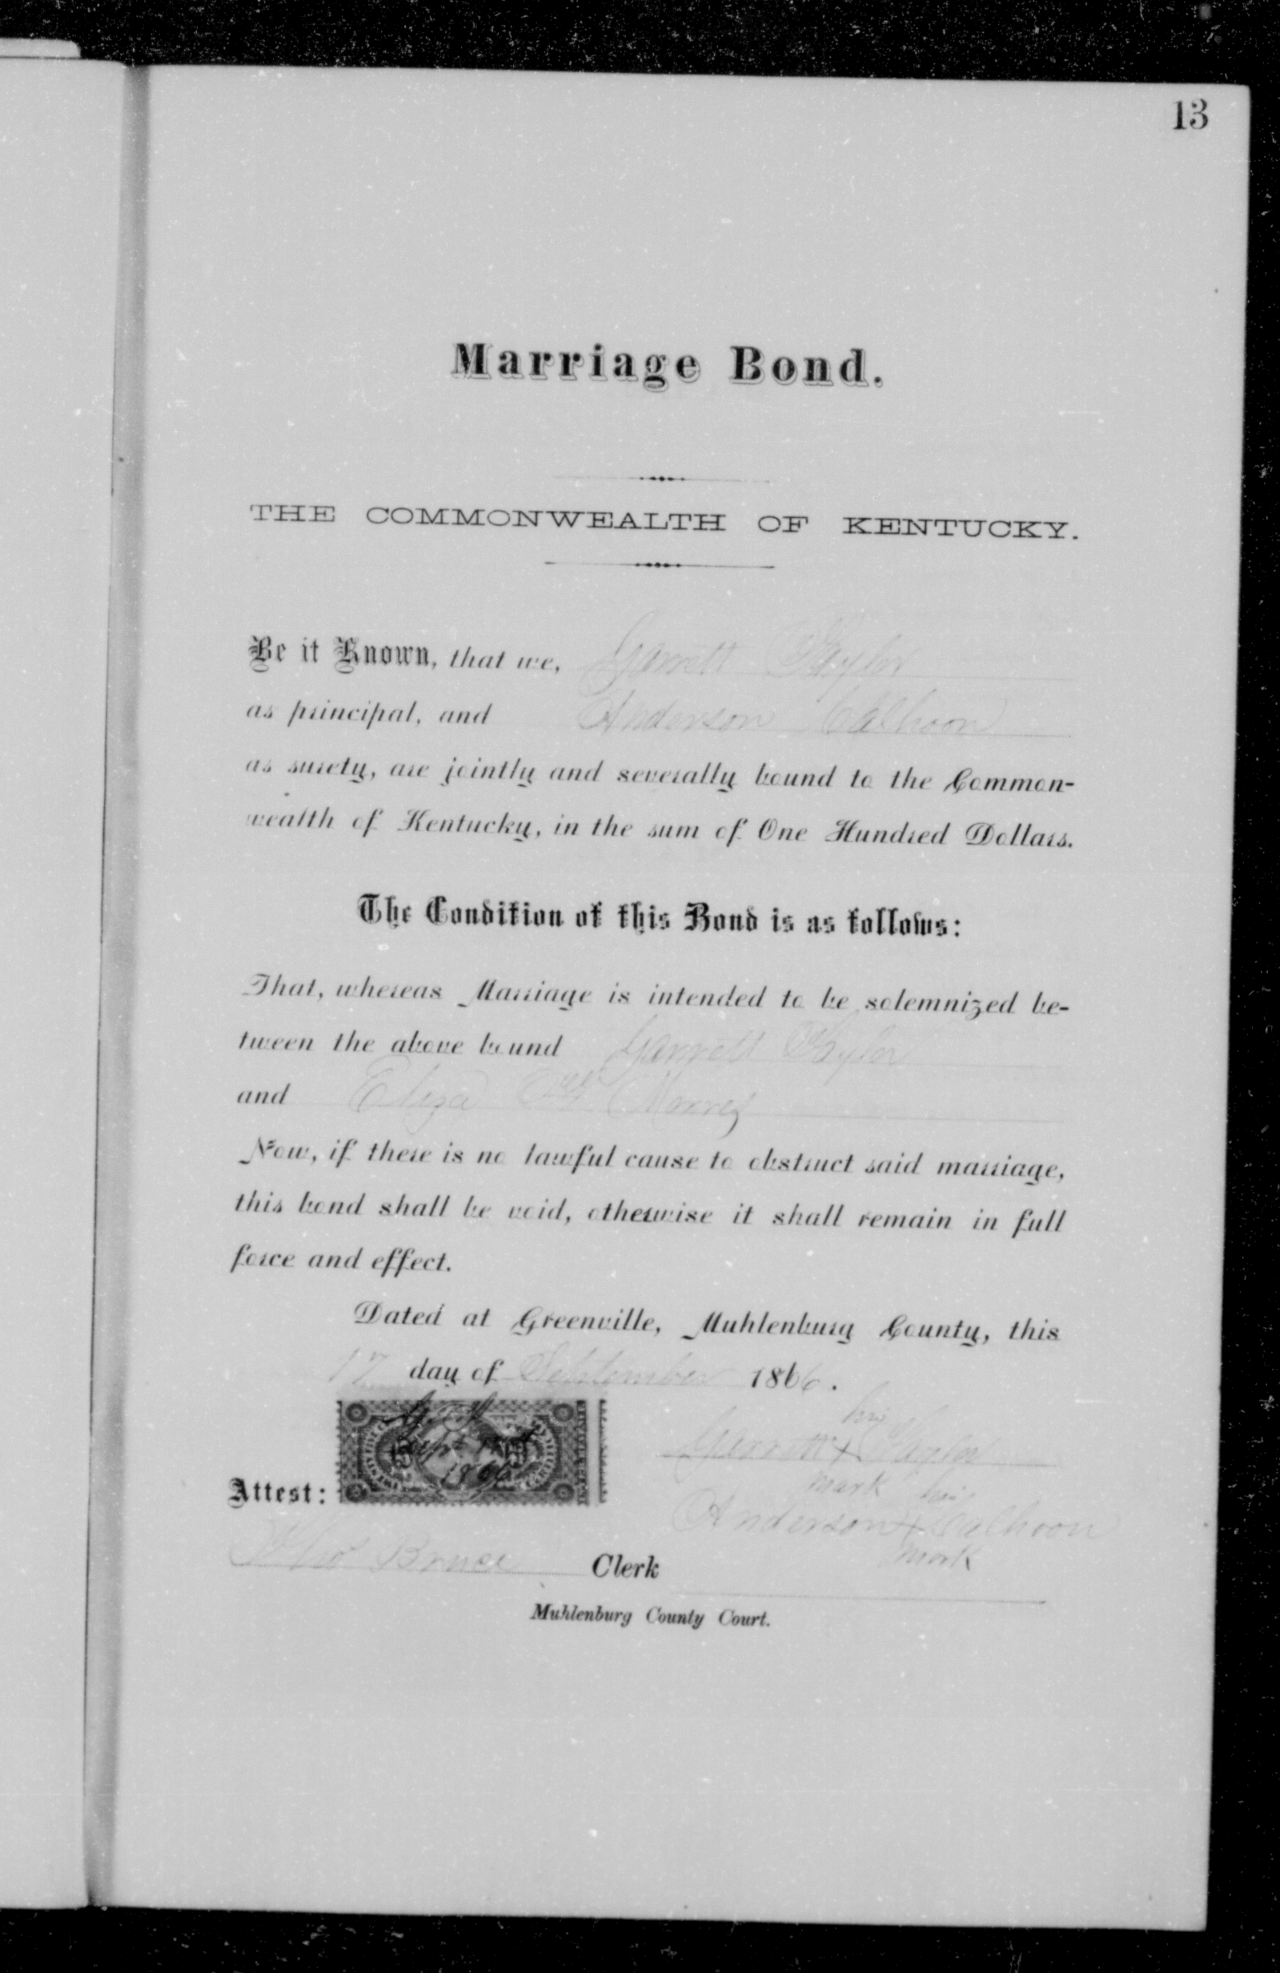 13
Marriage Bond.
THE COMMONWEALTH OF KENTUCKY.
Be it Known, that we, Garrett Taylor
as principal, and Anderson Calhoon
as surety, are jointly and severally bound to the Common-
wealth of Kentucky, in the sum of One Hundred Dollars.
The Condition of this Bond is as follows:
That, whereas Marriage is intended to be solemnized be-
tween the above bound Garrett Taylor
and Eliza
Now, if there is no lawful cause to obstruct said marriage,
this bond shall be void, otherwise it shall remain in full
force and effect.
Dated at Greenville, Muhlenburg County, this
17 day of September 1866.
his
Garrett x Taylor
mark
Attest:
his
Anderson x Calhoon
mark
Bruce Clerk
Muhlenburg County Court.